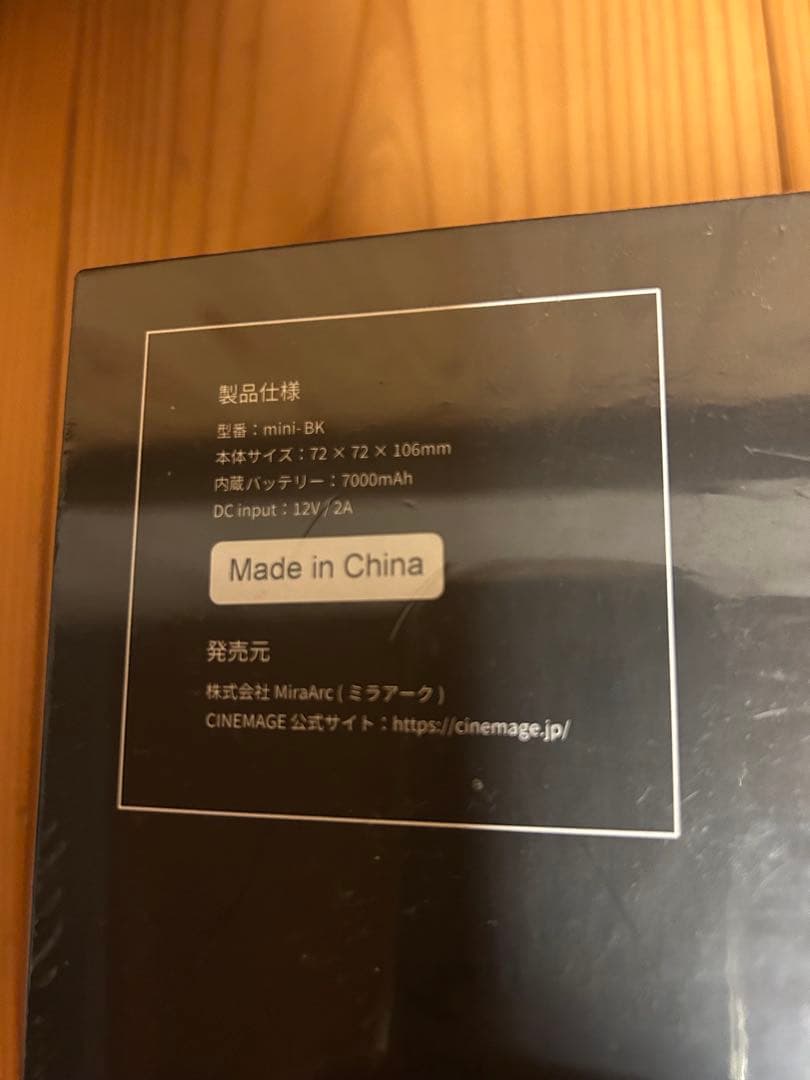 製品仕様
型番：mini-BK
本体サイズ：72 × 72 × 106mm
内蔵バッテリー：7000mAh
DC input：12V / 2A
Made in China
発売元
株式会社 MiraArc ( ミラアーク )
CINEMAGE 公式サイト：https://cinemage.jp/